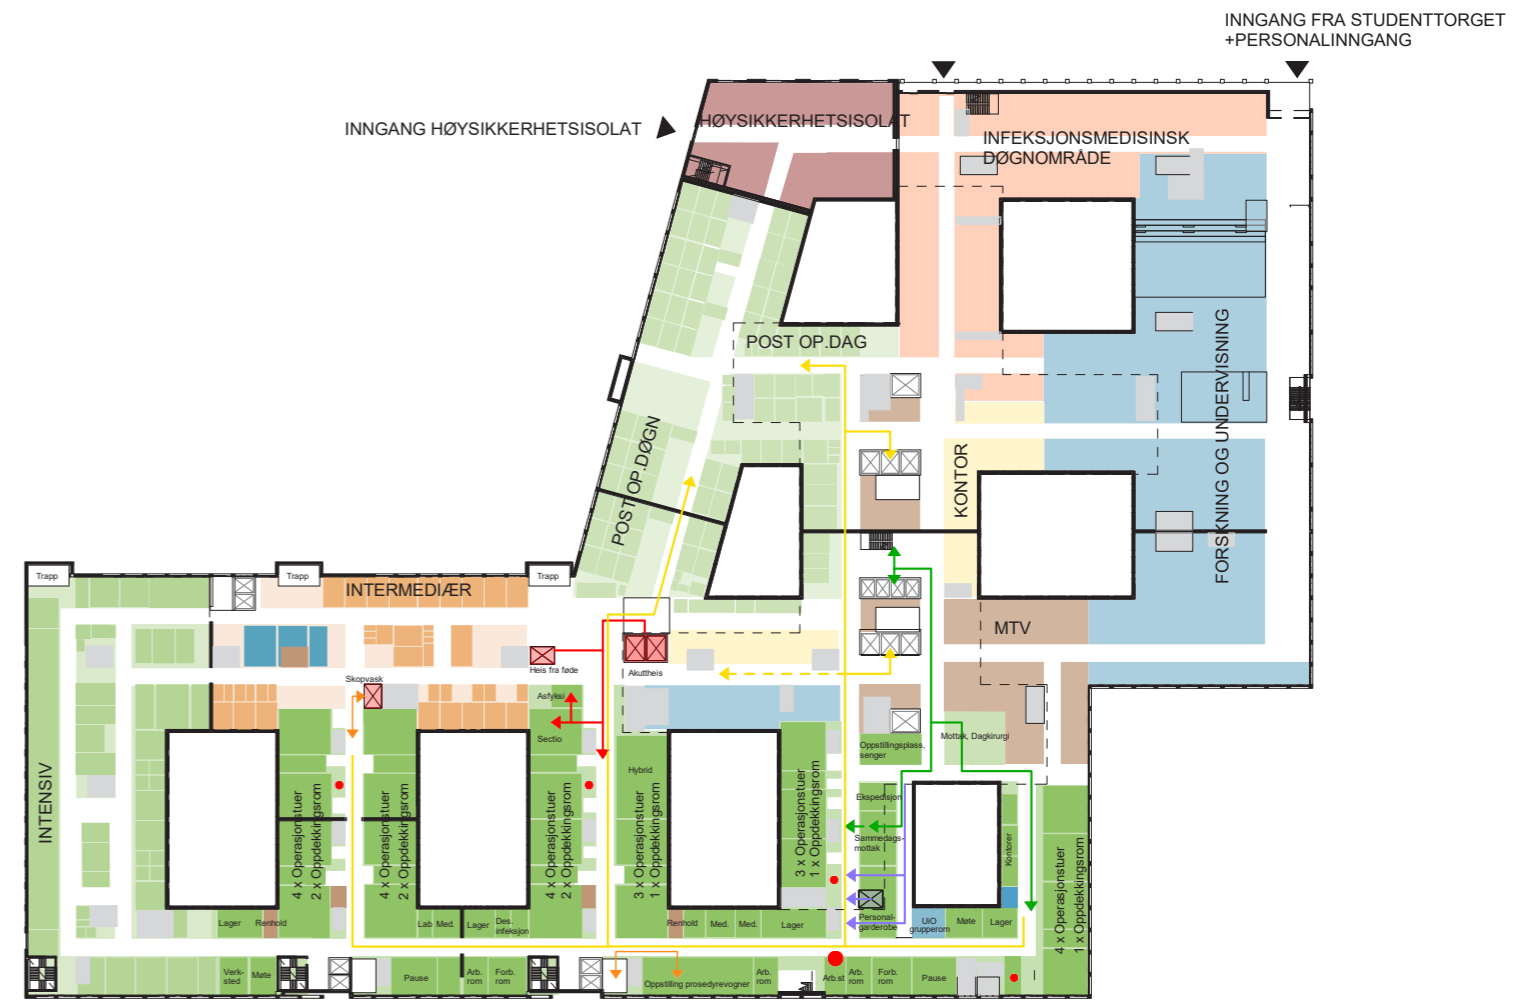 INNGANG FRA STUDENTTORGET
+PERSONALINNGANG
INNGANG HØYSIKKERHETSISOLAT
HØYSIKKERHETSISOLAT
INFEKSJONSMEDISINSK
DØGNOMRÅDE
POST OP.DAG
POST OP.DØGN
KONTOR
FORSKNING OG UNDERVISNING
Trapp
Trapp
Trapp
INTERMEDIÆR
MTV
Heis fra føde
Akuttheis
Skopvask
Asfyksi
Sectio
Mottak, Dagkirurgi
Oppstillingsplass,
senger
INTENSIV
4 x Operasjonstuer
2 x Oppdekkingsrom
4 x Operasjonstuer
2 x Oppdekkingsrom
4 x Operasjonstuer
2 x Oppdekkingsrom
Hybrid
3 x Operasjonstuer
1 x Oppdekkingsrom
3 x Operasjonstuer
1 x Oppdekkingsrom
Ekspedisjon
Sammedags-
mottak
Kontorer
4 x Operasjonstuer
1 x Oppdekkingsrom
Lager
Renhold
Lab
Med.
Lager
Des.
infeksjon
Renhold
Med.
Med.
Lager
Personal-
garderobe
UiO
grupperom
Møte
Lager
Verk-
sted
Møte
Pause
Arb.
rom
Forb.
rom
Oppstilling prosedyrevogner
Arb.
rom
Arb.st
Arb.
rom
Forb.
rom
Pause